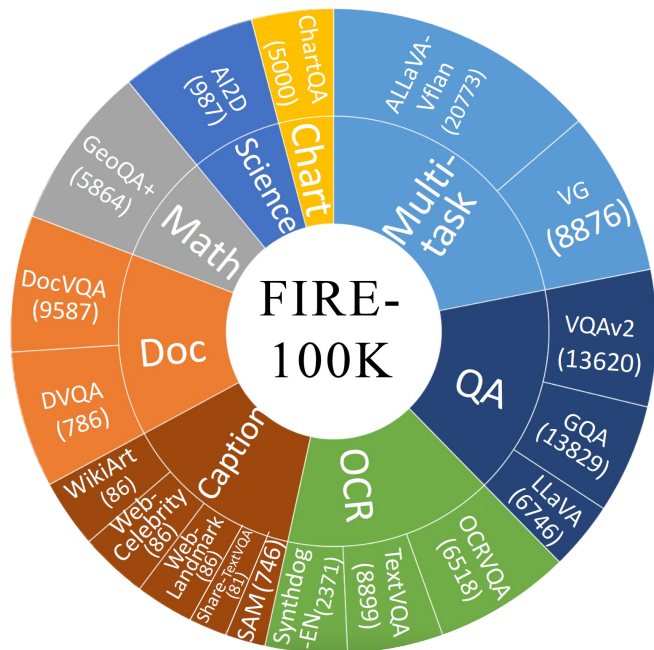 FIRE-
100K
Multi-
task
ALLaVA-
Vflan
(20773)
VG
(8876)
QA
VQAv2
(13620)
GQA
(13829)
LLaVA
(6746)
OCR
OCRVQA
(6518)
TextVQA
(8899)
Synthdog
-EN(2371)
Caption
SAM(746)
Share-TextVQA
(81)
Web-
Landmark
(86)
Web-
Celebrity
(86)
WikiArt
(86)
Doc
DVQA
(786)
DocVQA
(9587)
Math
GeoQA+
(5864)
Science
AI2D
(987)
Chart
ChartQA
(5000)